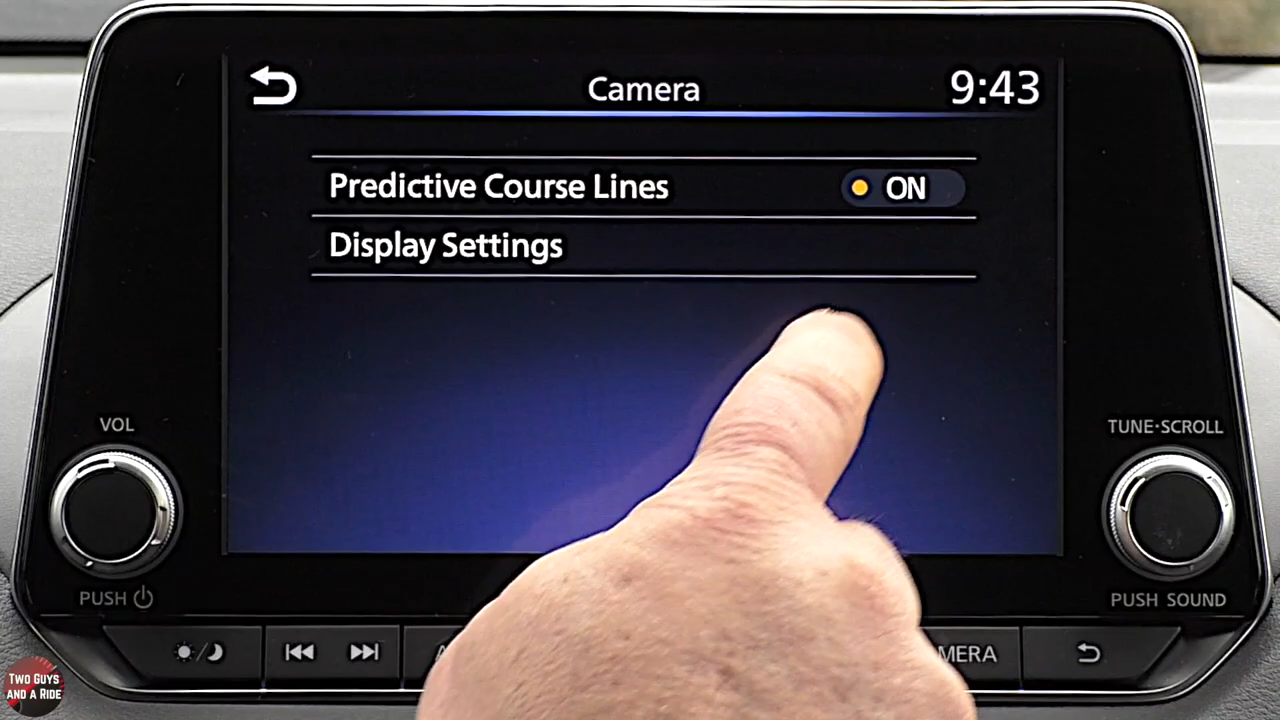 Camera
9:43
Predictive Course Lines
ON
Display Settings
VOL
TUNE·SCROLL
PUSH
PUSH SOUND
TWO GUYS
AND A RIDE